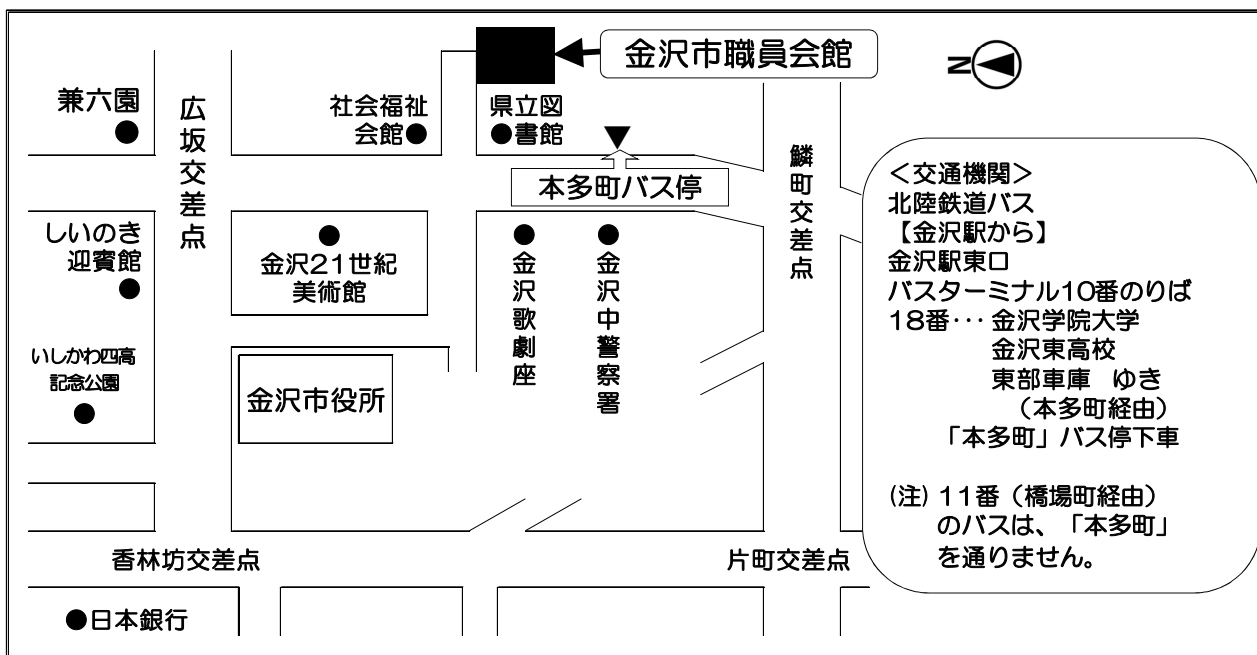 金沢市職員会館
N
兼六園
広坂交差点
社会福祉
会館
県立図
書館
本多町バス停
鱗町交差点
しいのき
迎賓館
金沢21世紀
美術館
金沢歌劇座
金沢中警察署
いしかわ四高
記念公園
金沢市役所
香林坊交差点
片町交差点
日本銀行
＜交通機関＞
北陸鉄道バス
【金沢駅から】
金沢駅東口
バスターミナル10番のりば
18番･･･金沢学院大学
金沢東高校
東部車庫　ゆき
（本多町経由）
「本多町」バス停下車
(注) 11番（橋場町経由）
のバスは、「本多町」
を通りません。